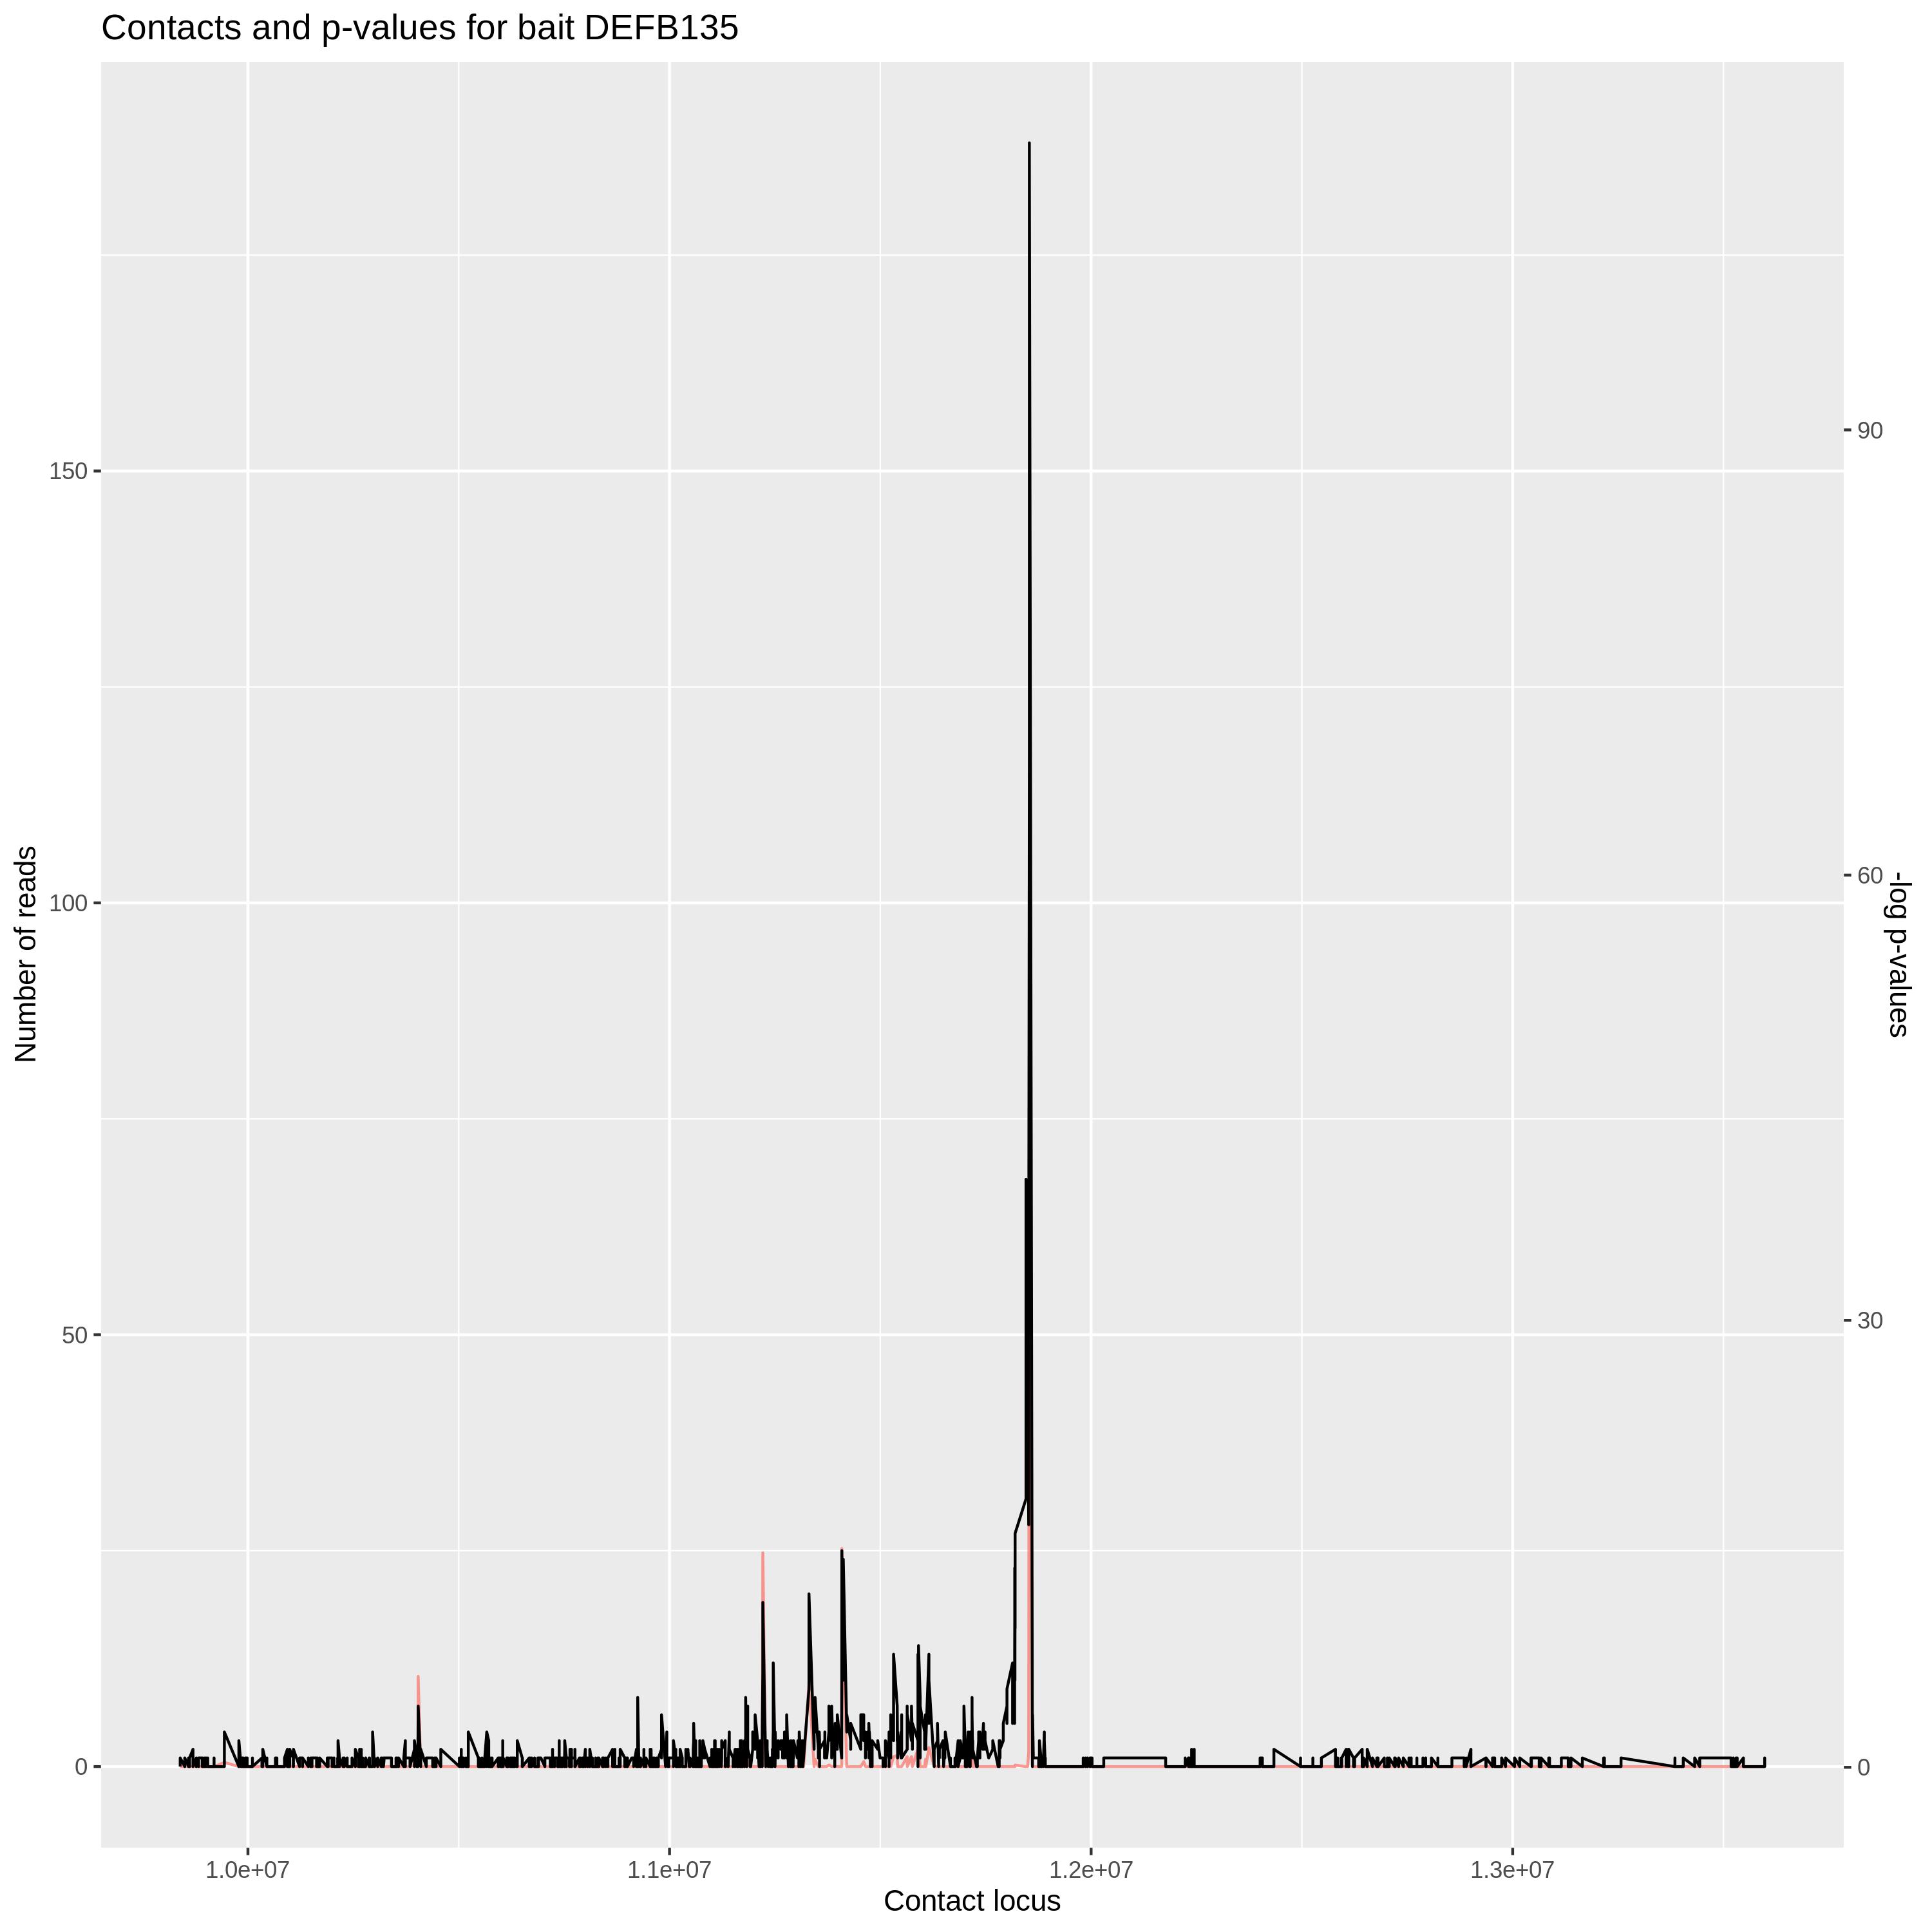 Contacts and p-values for bait DEFB135
Number of reads
150
100
50
0
90
60
30
0
-log p-values
1.0e+07
1.1e+07
1.2e+07
1.3e+07
Contact locus